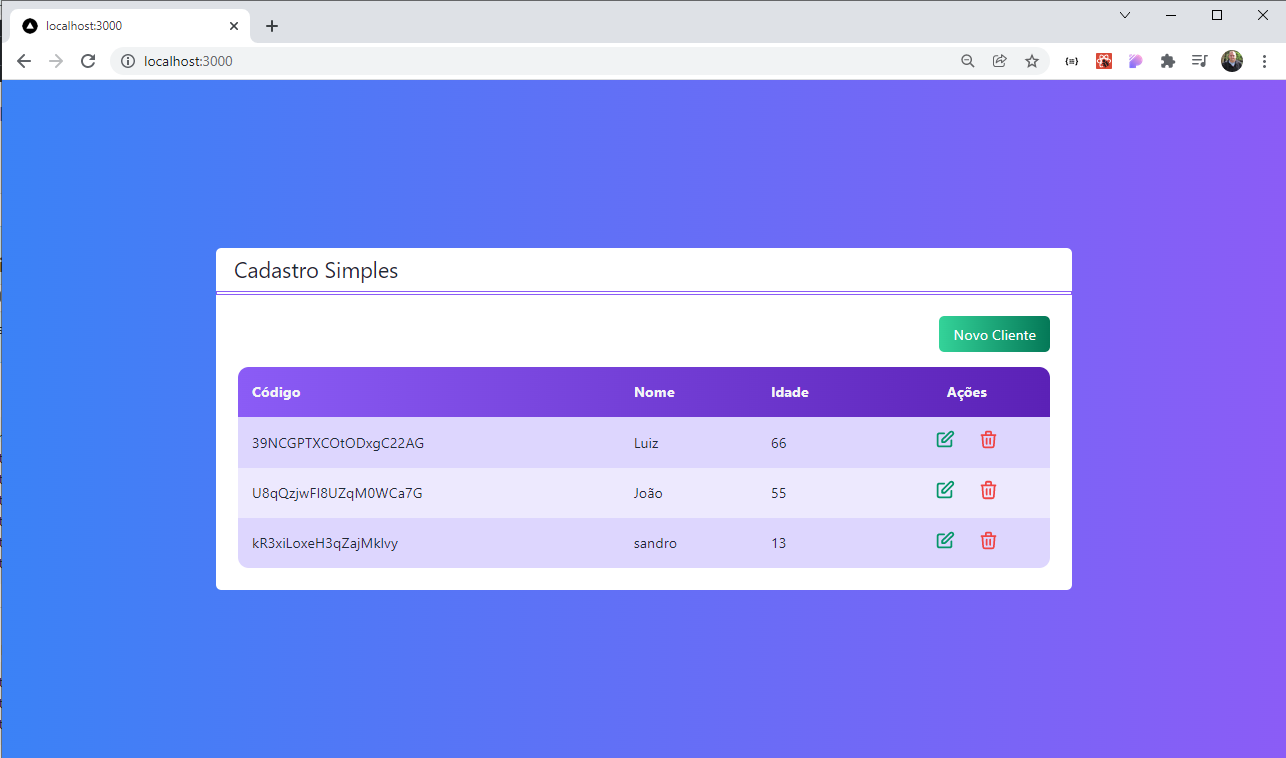 localhost:3000
localhost:3000
Cadastro Simples
Novo Cliente
Código Nome Idade Ações
39NCGPTXCOtODxgC22AG Luiz 66
U8qQzjwFI8UZqM0WCa7G João 55
kR3xiLoxeH3qZajMkIvy sandro 13